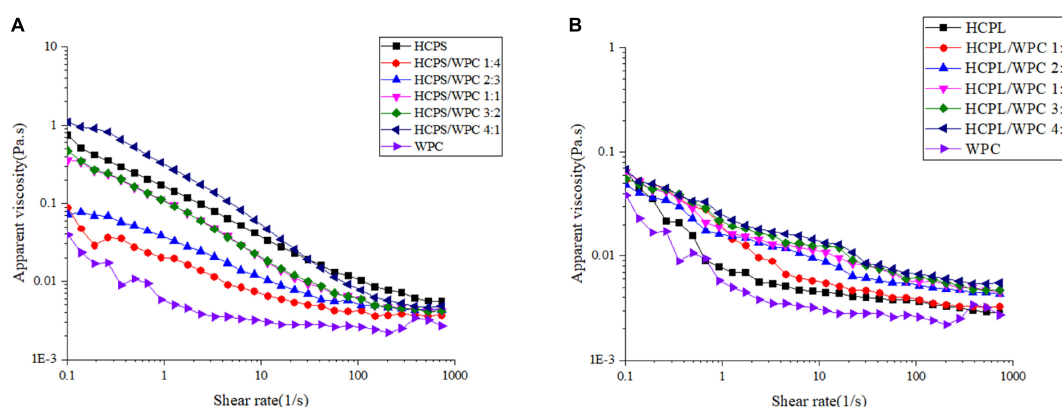 A
Apparent viscosity(Pa.s)
10
1
0.1
0.01
1E-3
0.1
1
10
100
1000
Shear rate(1/s)
HCPS
HCPS/WPC 1:4
HCPS/WPC 2:3
HCPS/WPC 1:1
HCPS/WPC 3:2
HCPS/WPC 4:1
WPC
B
Apparent viscosity(Pa.s)
1
0.1
0.01
1E-3
0.1
1
10
100
1000
Shear rate(1/s)
HCPL
HCPL/WPC 1:
HCPL/WPC 2:
HCPL/WPC 1:
HCPL/WPC 3:
HCPL/WPC 4:
WPC